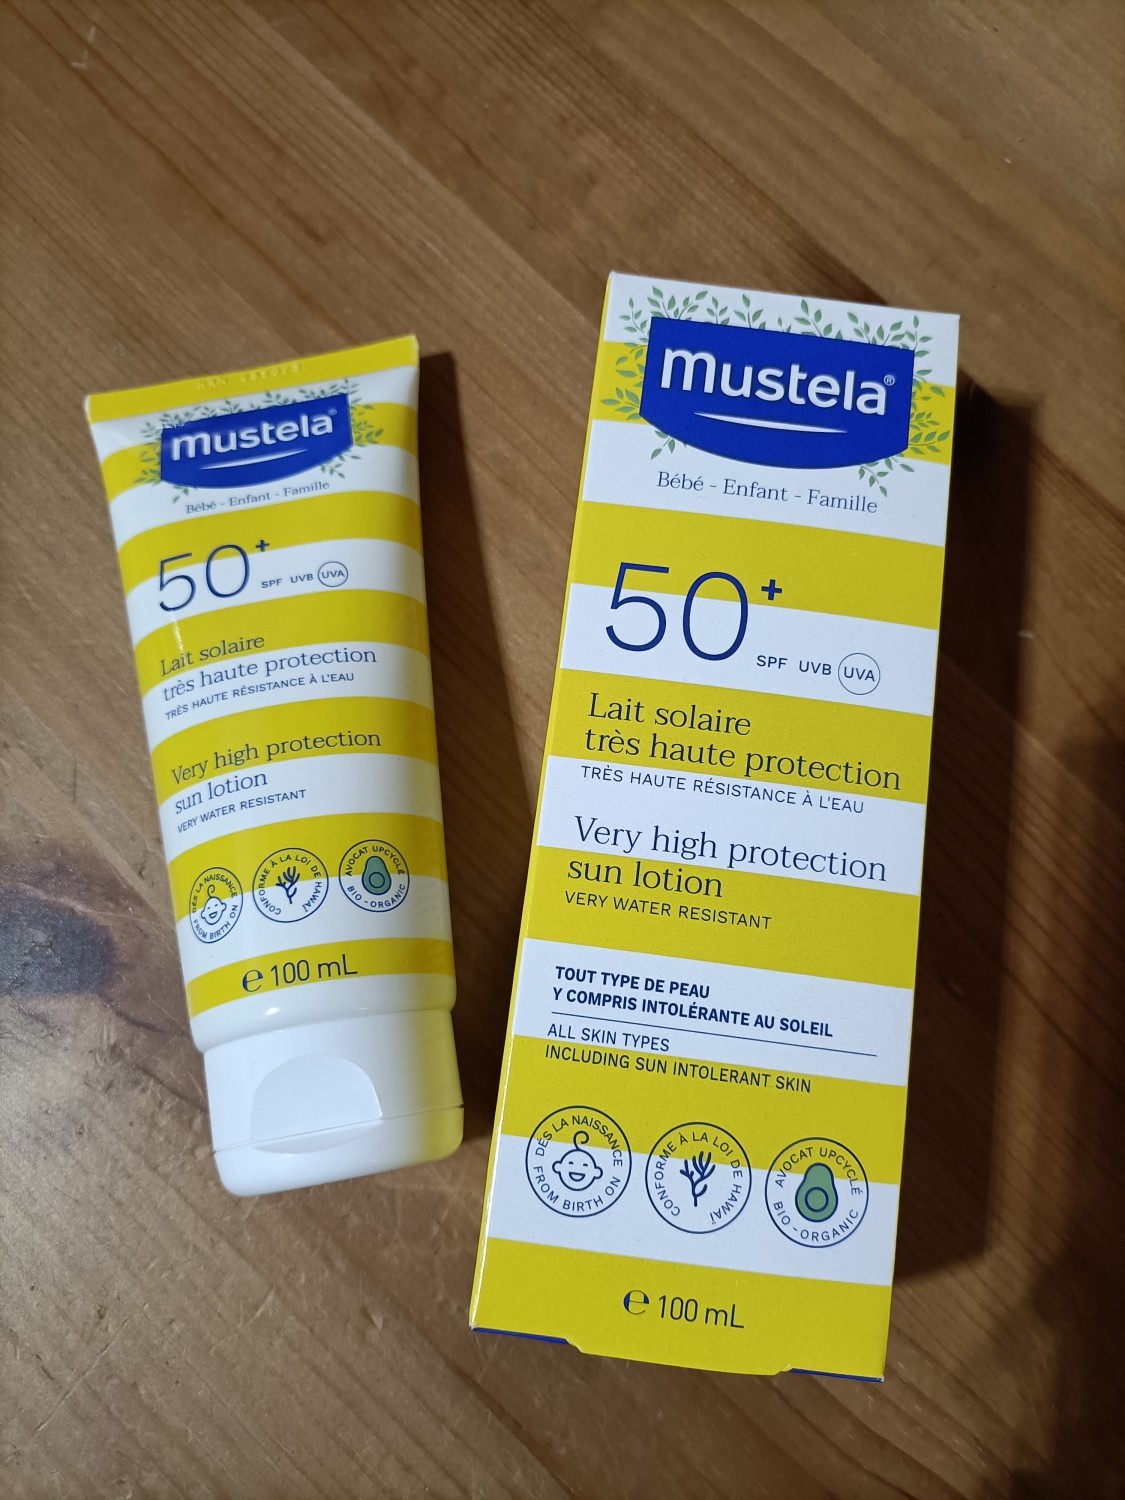 mustela®
Bébé - Enfant - Famille
50+
SPF UVB UVA
Lait solaire
très haute protection
TRÈS HAUTE RÉSISTANCE À L'EAU
Very high protection
sun lotion
VERY WATER RESISTANT
DÈS LA NAISSANCE
FROM BIRTH ON
CONFORME À LA LOI DE HAWAÏ
AVOCAT UPCYCLÉ
BIO - ORGANIC
℮ 100 mL
mustela®
Bébé - Enfant - Famille
50+
SPF UVB UVA
Lait solaire
très haute protection
TRÈS HAUTE RÉSISTANCE À L'EAU
Very high protection
sun lotion
VERY WATER RESISTANT
TOUT TYPE DE PEAU
Y COMPRIS INTOLÉRANTE AU SOLEIL
ALL SKIN TYPES
INCLUDING SUN INTOLERANT SKIN
DÈS LA NAISSANCE
FROM BIRTH ON
CONFORME À LA LOI DE HAWAÏ
AVOCAT UPCYCLÉ
BIO - ORGANIC
℮ 100 mL